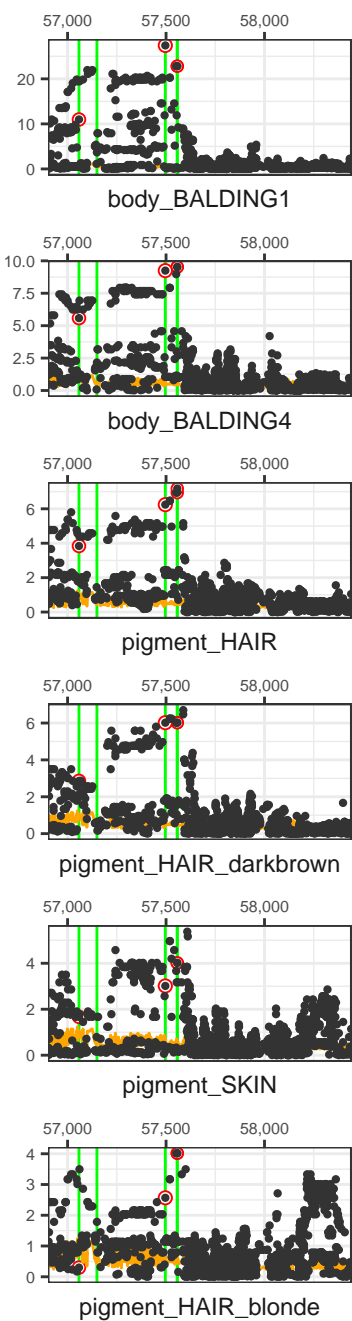 57,000 57,500 58,000
20
10
0
body_BALDING1
57,000 57,500 58,000
10.0
7.5
5.0
2.5
0.0
body_BALDING4
57,000 57,500 58,000
6
4
2
0
pigment_HAIR
57,000 57,500 58,000
6
4
2
0
pigment_HAIR_darkbrown
57,000 57,500 58,000
4
2
0
pigment_SKIN
57,000 57,500 58,000
4
3
2
1
0
pigment_HAIR_blonde